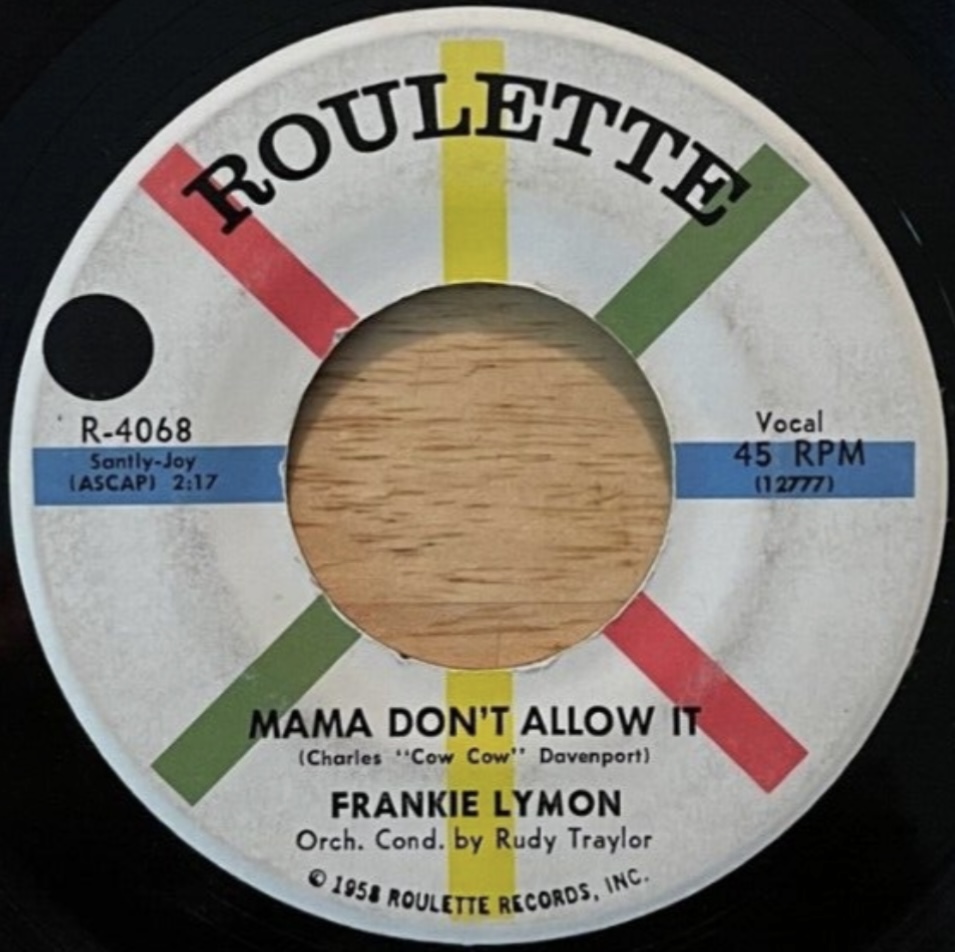 ROULETTE
R-4068
Santly-Joy
(ASCAP) 2:17
Vocal
45 RPM
(12777)
MAMA DON'T ALLOW IT
(Charles "Cow Cow" Davenport)
FRANKIE LYMON
Orch. Cond. by Rudy Traylor
© 1958 ROULETTE RECORDS, INC.